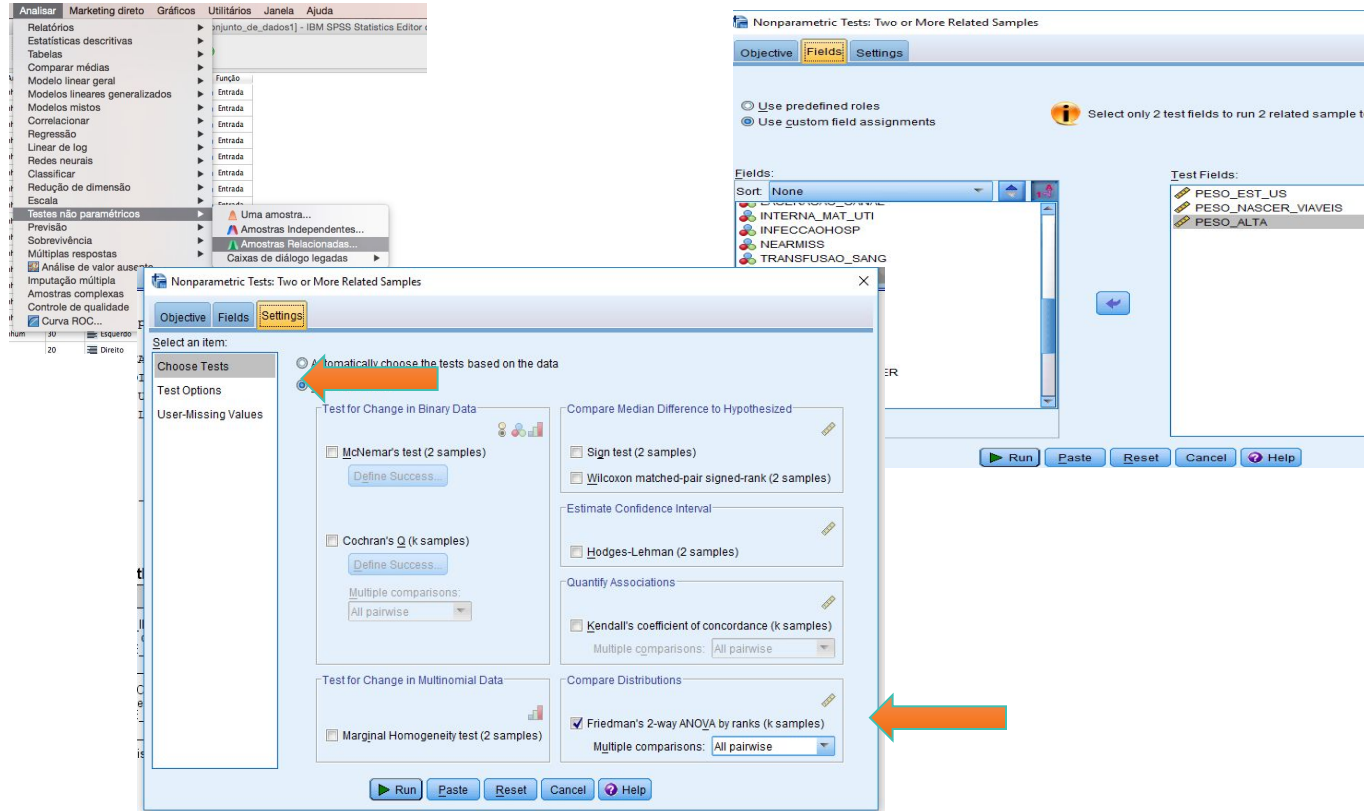 Analisar Marketing direto Gráficos Utilitários Janela Ajuda
onjunto_de_dados1] - IBM SPSS Statistics Editor
Relatórios
Estatísticas descritivas
Tabelas
Comparar médias
Modelo linear geral
Modelos lineares generalizados
Modelos mistos
Correlacionar
Regressão
Linear de log
Redes neurais
Classificar
Redução de dimensão
Escala
Testes não paramétricos
Previsão
Sobrevivência
Múltiplas respostas
Análise de valor ausente
Imputação múltipla
Amostras complexas
Controle de qualidade
Curva ROC...
Função
Entrada
Entrada
Entrada
Entrada
Entrada
Entrada
Entrada
Uma amostra...
Amostras Independentes...
Amostras Relacionadas...
Caixas de diálogo legadas
30 Esquerdo
20 Direito
Nonparametric Tests: Two or More Related Samples
Objective Fields Settings
Use predefined roles
Use custom field assignments
Select only 2 test fields to run 2 related sample
Fields:
Sort: None
INTERNA_MAT_UTI
INFECCAOHOSP
NEARMISS
TRANSFUSAO_SANG
ER
Test Fields:
PESO_EST_US
PESO_NASCER_VIAVEIS
PESO_ALTA
Run Paste Reset Cancel Help
Nonparametric Tests: Two or More Related Samples
Objective Fields Settings
Select an item:
Choose Tests
Test Options
User-Missing Values
Automatically choose the tests based on the data
Test for Change in Binary Data
McNemar's test (2 samples)
Define Success...
Cochran's Q (k samples)
Define Success...
Multiple comparisons:
All pairwise
Test for Change in Multinomial Data
Marginal Homogeneity test (2 samples)
Compare Median Difference to Hypothesized
Sign test (2 samples)
Wilcoxon matched-pair signed-rank (2 samples)
Estimate Confidence Interval
Hodges-Lehman (2 samples)
Quantify Associations
Kendall's coefficient of concordance (k samples)
Multiple comparisons: All pairwise
Compare Distributions
Friedman's 2-way ANOVA by ranks (k samples)
Multiple comparisons: All pairwise
Run Paste Reset Cancel Help